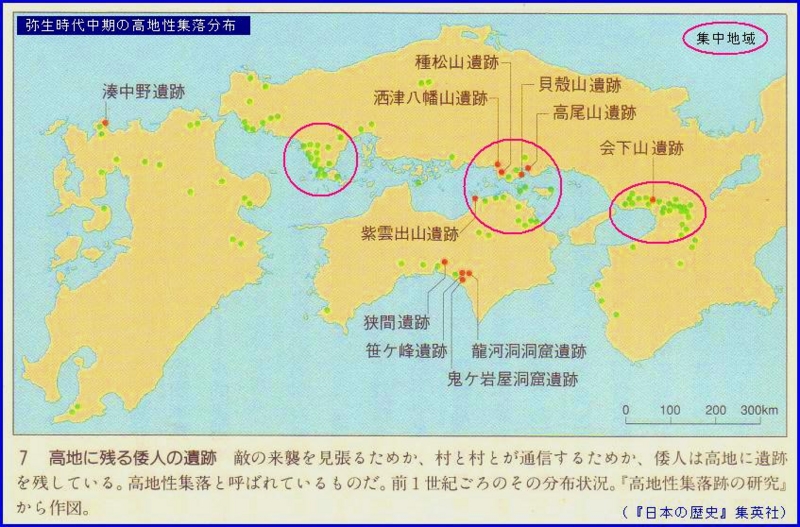 弥生時代中期の高地性集落分布
集中地域
種松山遺跡
湊中野遺跡
貝殻山遺跡
洒津八幡山遺跡
高尾山遺跡
会下山遺跡
紫雲出山遺跡
狭間遺跡
笹ケ峰遺跡
龍河洞洞窟遺跡
鬼ケ岩屋洞窟遺跡
0 100 200 300km
7 高地に残る倭人の遺跡 敵の来襲を見張るためか、村と村とが通信するためか、倭人は高地に遺跡
を残している。高地性集落と呼ばれているものだ。前1世紀ごろのその分布状況。『高地性集落跡の研究』
から作図。
(『日本の歴史』集英社)